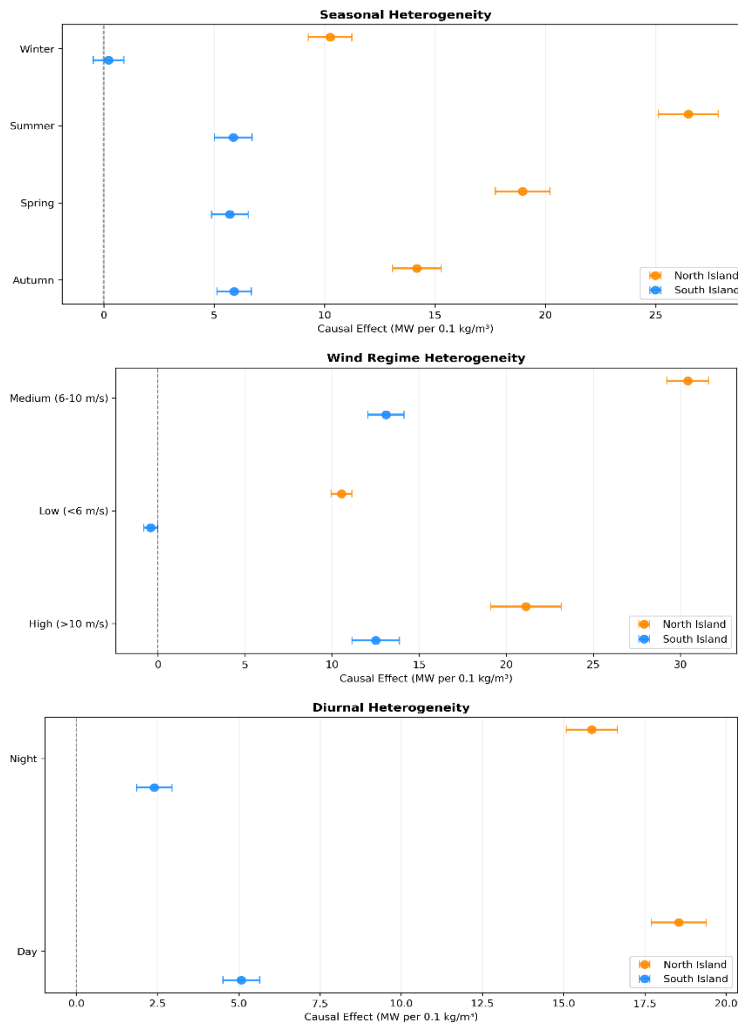 Seasonal Heterogeneity
Winter
Summer
Spring
Autumn
North Island
South Island
0 5 10 15 20 25
Causal Effect (MW per 0.1 kg/m³)
Wind Regime Heterogeneity
Medium (6-10 m/s)
Low (<6 m/s)
High (>10 m/s)
North Island
South Island
0 5 10 15 20 25 30
Causal Effect (MW per 0.1 kg/m³)
Diurnal Heterogeneity
Night
Day
North Island
South Island
0.0 2.5 5.0 7.5 10.0 12.5 15.0 17.5 20.0
Causal Effect (MW per 0.1 kg/m³)